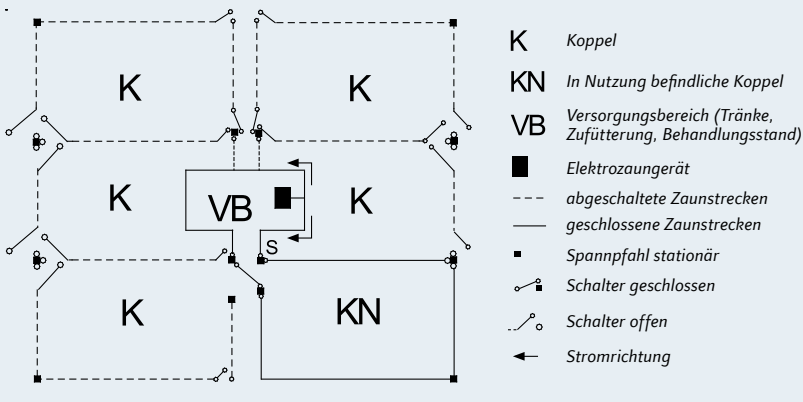 K
K
K
VB
K
S
K
KN
K Koppel
KN In Nutzung befindliche Koppel
VB Versorgungsbereich (Tränke,
Zufütterung, Behandlungsstand)
Elektrozaungerät
abgeschaltete Zaunstrecken
geschlossene Zaunstrecken
Spannpfahl stationär
Schalter geschlossen
Schalter offen
Stromrichtung